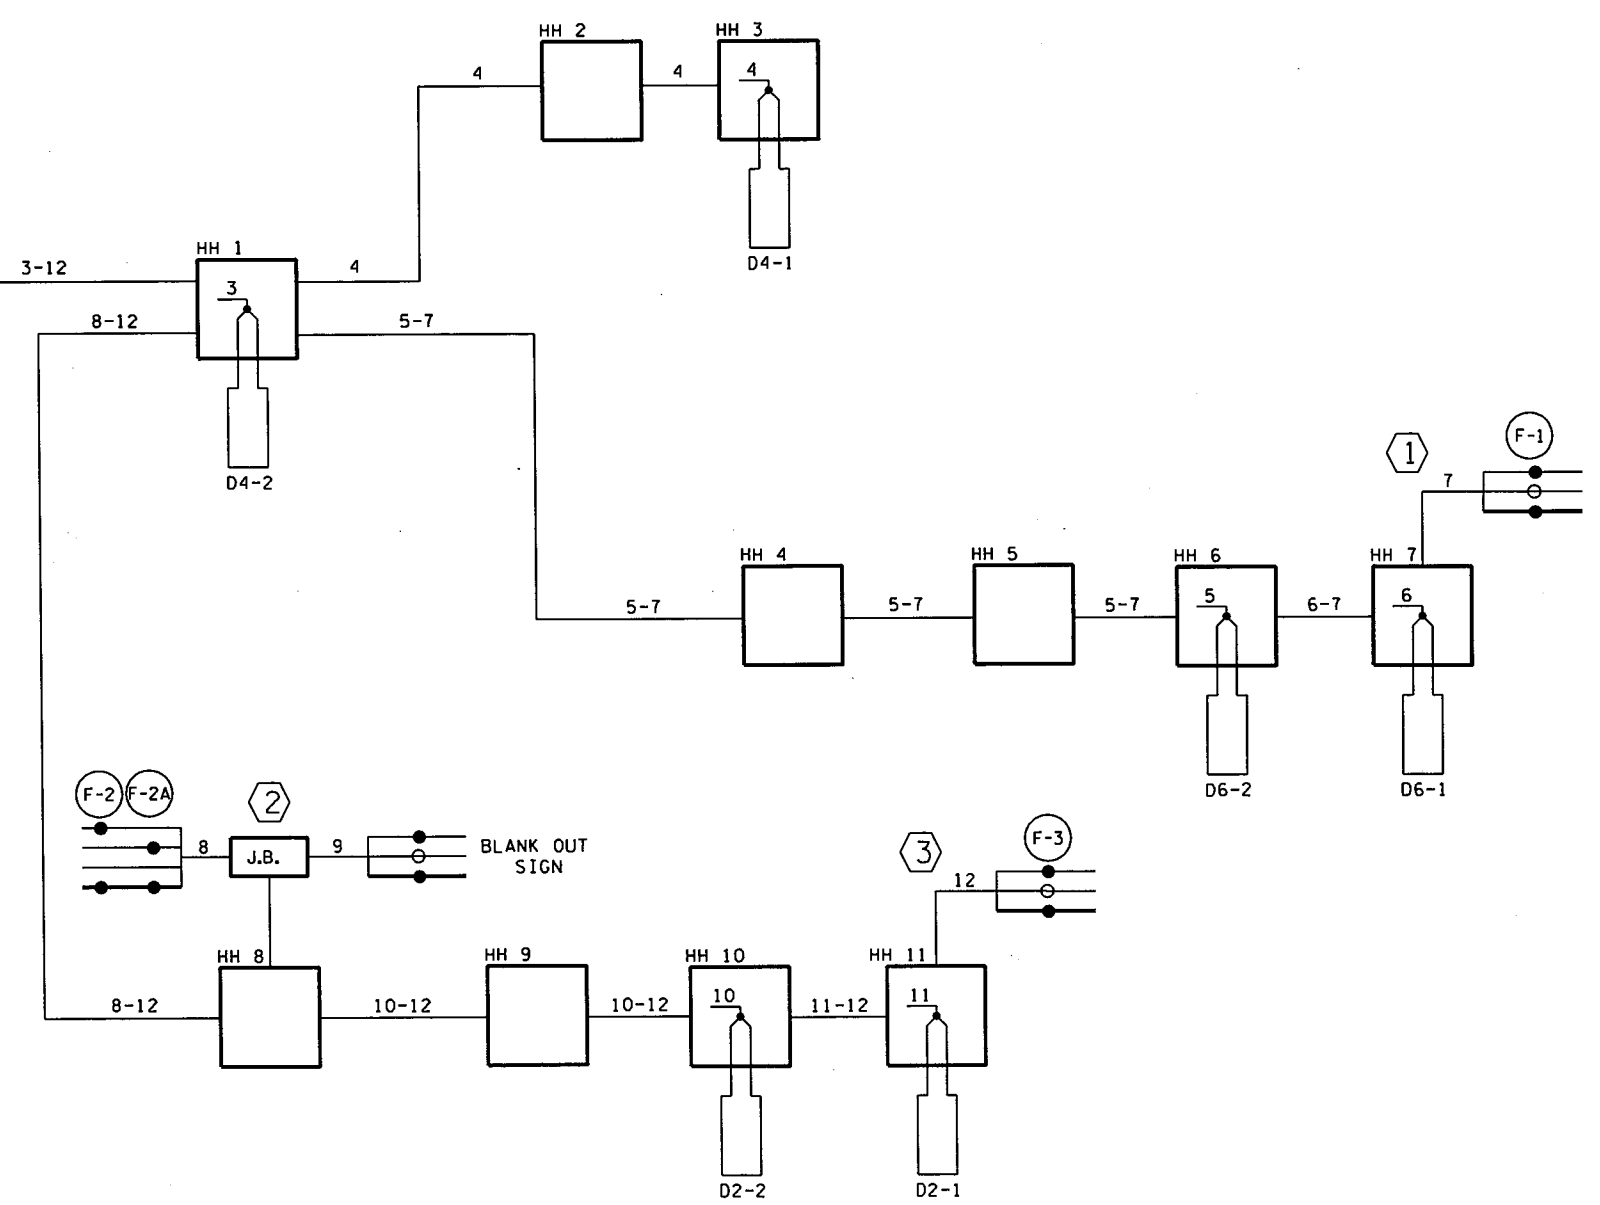 HH 2
HH 3
4
4
4
D4-1
HH 1
3-12
4
3
8-12
5-7
D4-2
F-1
1
7
HH 4
HH 5
HH 6
HH 7
5-7
5-7
5-7
5
6-7
6
D6-2
D6-1
F-2
F-2A
2
8
J.B.
9
BLANK OUT
SIGN
3
F-3
12
HH 8
HH 9
HH 10
HH 11
8-12
10-12
10-12
10
11-12
11
D2-2
D2-1